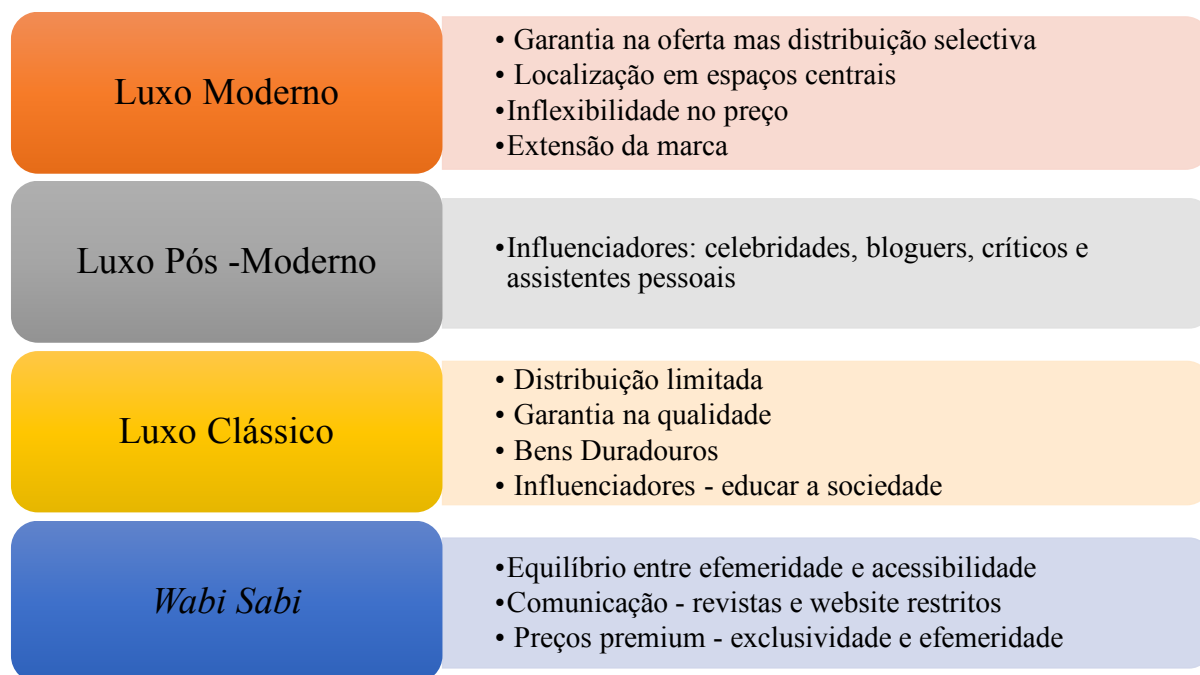 Luxo Moderno
• Garantia na oferta mas distribuição selectiva
• Localização em espaços centrais
•Inflexibilidade no preço
•Extensão da marca
Luxo Pós -Moderno
•Influenciadores: celebridades, bloguers, críticos e
assistentes pessoais
Luxo Clássico
• Distribuição limitada
• Garantia na qualidade
• Bens Duradouros
• Influenciadores - educar a sociedade
Wabi Sabi
•Equilíbrio entre efemeridade e acessibilidade
•Comunicação - revistas e website restritos
•Preços premium - exclusividade e efemeridade